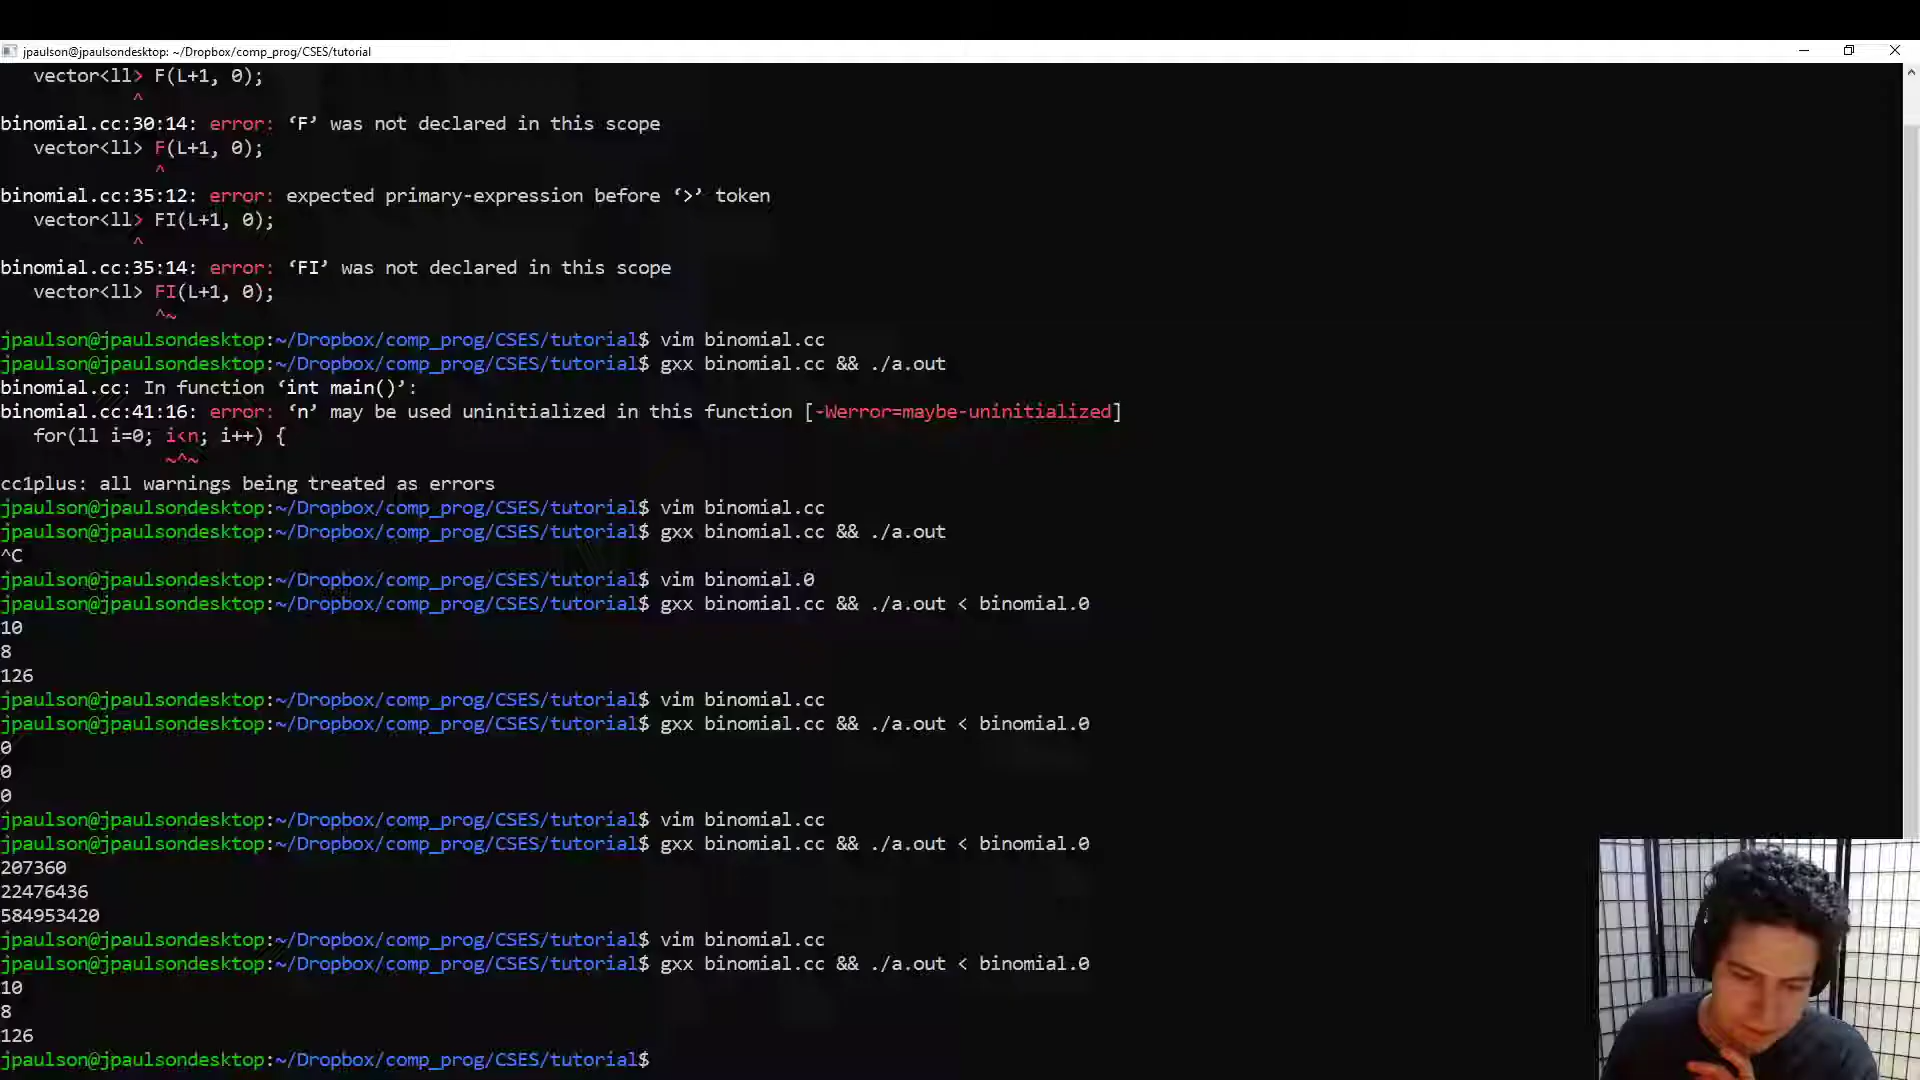 jpaulson@jpaulsondesktop: ~/Dropbox/comp_prog/CSES/tutorial
vector<ll> F(L+1, 0);
^
binomial.cc:30:14: error: ‘F’ was not declared in this scope
vector<ll> F(L+1, 0);
^
binomial.cc:35:12: error: expected primary-expression before ‘>’ token
vector<ll> FI(L+1, 0);
^
binomial.cc:35:14: error: ‘FI’ was not declared in this scope
vector<ll> FI(L+1, 0);
^~
jpaulson@jpaulsondesktop:~/Dropbox/comp_prog/CSES/tutorial$ vim binomial.cc
jpaulson@jpaulsondesktop:~/Dropbox/comp_prog/CSES/tutorial$ gxx binomial.cc && ./a.out
binomial.cc: In function ‘int main()’:
binomial.cc:41:16: error: ‘n’ may be used uninitialized in this function [-Werror=maybe-uninitialized]
for(ll i=0; i<n; i++) {
~^~
cc1plus: all warnings being treated as errors
jpaulson@jpaulsondesktop:~/Dropbox/comp_prog/CSES/tutorial$ vim binomial.cc
jpaulson@jpaulsondesktop:~/Dropbox/comp_prog/CSES/tutorial$ gxx binomial.cc && ./a.out
^C
jpaulson@jpaulsondesktop:~/Dropbox/comp_prog/CSES/tutorial$ vim binomial.0
jpaulson@jpaulsondesktop:~/Dropbox/comp_prog/CSES/tutorial$ gxx binomial.cc && ./a.out < binomial.0
10
8
126
jpaulson@jpaulsondesktop:~/Dropbox/comp_prog/CSES/tutorial$ vim binomial.cc
jpaulson@jpaulsondesktop:~/Dropbox/comp_prog/CSES/tutorial$ gxx binomial.cc && ./a.out < binomial.0
0
0
0
jpaulson@jpaulsondesktop:~/Dropbox/comp_prog/CSES/tutorial$ vim binomial.cc
jpaulson@jpaulsondesktop:~/Dropbox/comp_prog/CSES/tutorial$ gxx binomial.cc && ./a.out < binomial.0
207360
22476436
584953420
jpaulson@jpaulsondesktop:~/Dropbox/comp_prog/CSES/tutorial$ vim binomial.cc
jpaulson@jpaulsondesktop:~/Dropbox/comp_prog/CSES/tutorial$ gxx binomial.cc && ./a.out < binomial.0
10
8
126
jpaulson@jpaulsondesktop:~/Dropbox/comp_prog/CSES/tutorial$